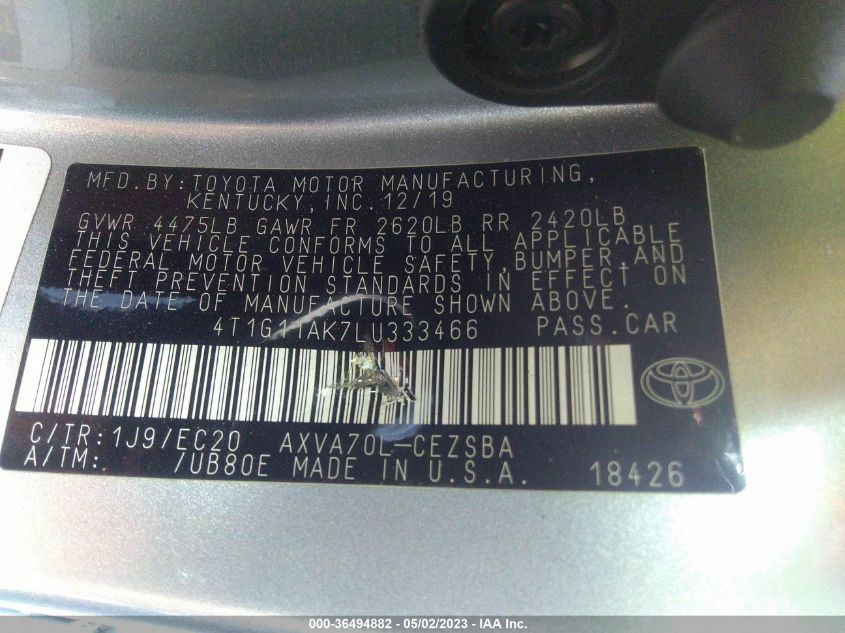 MFD.BY:TOYOTA MOTOR MANUFACTURING,
KENTUCKY, INC. 12/19
GVWR 4475LB GAWR FR 2620LB RR 2420LB
THIS VEHICLE CONFORMS TO ALL APPLICABLE
FEDERAL MOTOR VEHICLE SAFETY, BUMPER, AND
THEFT PREVENTION STANDARDS IN EFFECT ON
THE DATE OF MANUFACTURE SHOWN ABOVE.
4T1G11AK7LU333466 PASS.CAR
C/TR: 1J9/EC20 AXVA70L-CEZSBA
A/TM: /UB80E MADE IN U.S.A. 18426
000-36494882 / 05/02/2023 - IAA Inc.